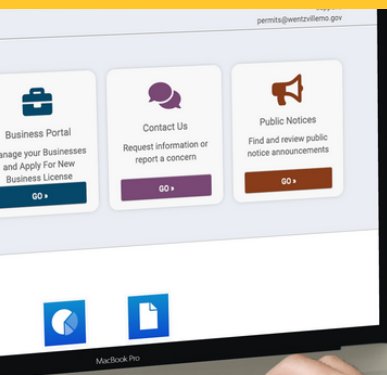 permits@wentzvillemo.gov
Business Portal
anage your Businesses
and Apply For New
Business License
GO »
Contact Us
Request information or
report a concern
GO »
Public Notices
Find and review public
notice announcements
GO »
MacBook Pro